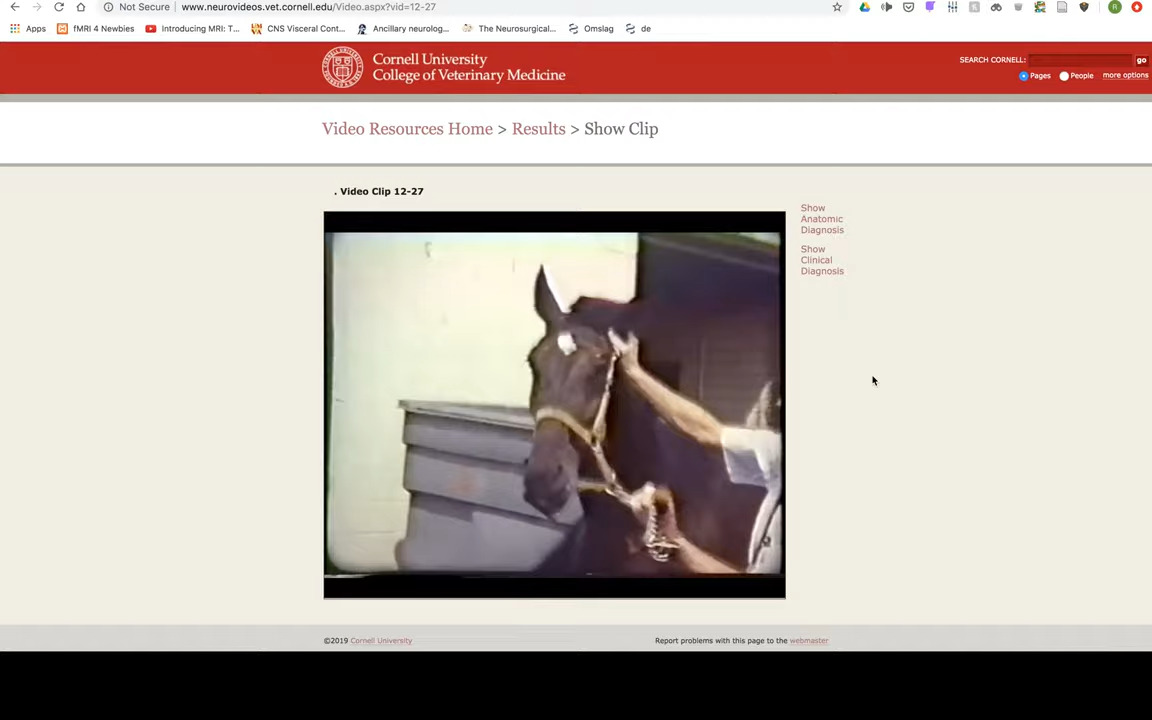 Not Secure www.neurovideos.vet.cornell.edu/Video.aspx?vid=12-27
Apps fMRI 4 Newbies Introducing MRI: T... CNS Visceral Cont... Ancillary neurolog... The Neurosurgical... Omslag de
Cornell University
College of Veterinary Medicine
SEARCH CORNELL: go
Pages People more options
Video Resources Home > Results > Show Clip
. Video Clip 12-27
Show
Anatomic
Diagnosis
Show
Clinical
Diagnosis
©2019 Cornell University Report problems with this page to the webmaster